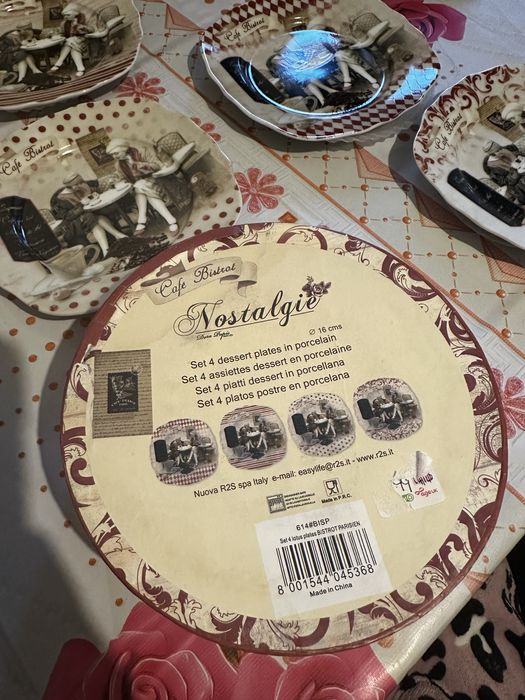 Cafe Bistrot
Cafe Bistrot
Cafe Bistrot
Cafe Bistrot
Nostalgie
Ø 16 cms
Set 4 dessert plates in porcelain
Set 4 assiettes dessert en porcelaine
Set 4 piatti dessert in porcellana
Set 4 platos postre en porcelana
Nuova R2S spa Italy e-mail: easylife@r2s.it - www.r2s.it
Made in P.R.C.
614#BISP
Set 4 lotus plates BISTROT PARISIEN
8 001544 045368
Made in China